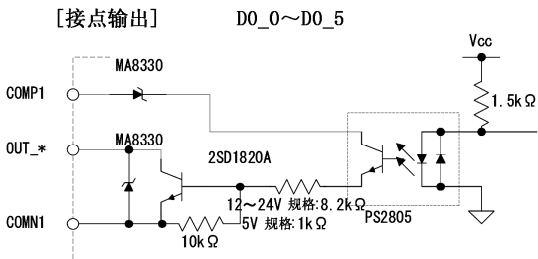 [接点输出] DO_0～DO_5
Vcc
MA8330
COMP1
1.5kΩ
OUT_*
MA8330
2SD1820A
12～24V 规格:8.2kΩ
5V 规格:1kΩ
PS2805
COMN1
10kΩ